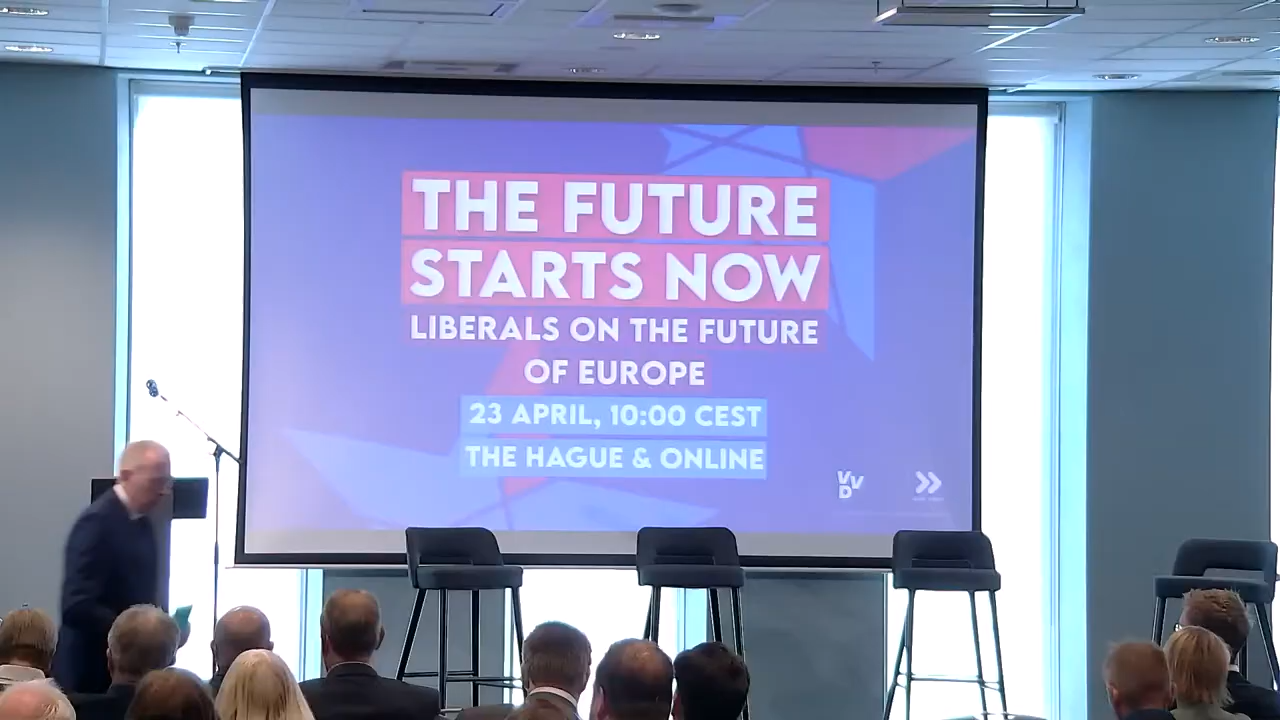 THE FUTURE
STARTS NOW
LIBERALS ON THE FUTURE
OF EUROPE
23 APRIL, 10:00 CEST
THE HAGUE & ONLINE
VVD